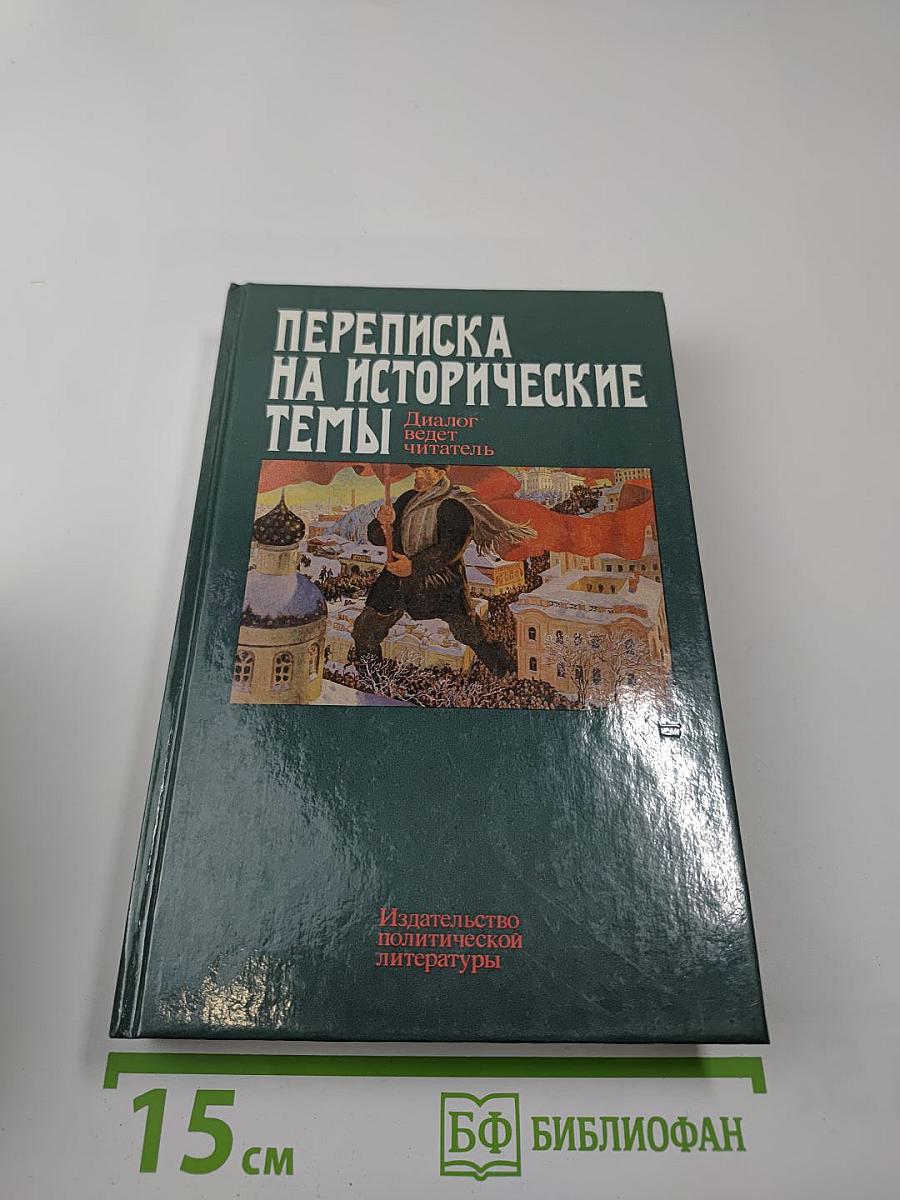 ПЕРЕПИСКА
НА ИСТОРИЧЕСКИЕ
ТЕМЫ
Диалог
ведет
читатель
Издательство
политической
литературы
15 см
БФ БИБЛИОФАН